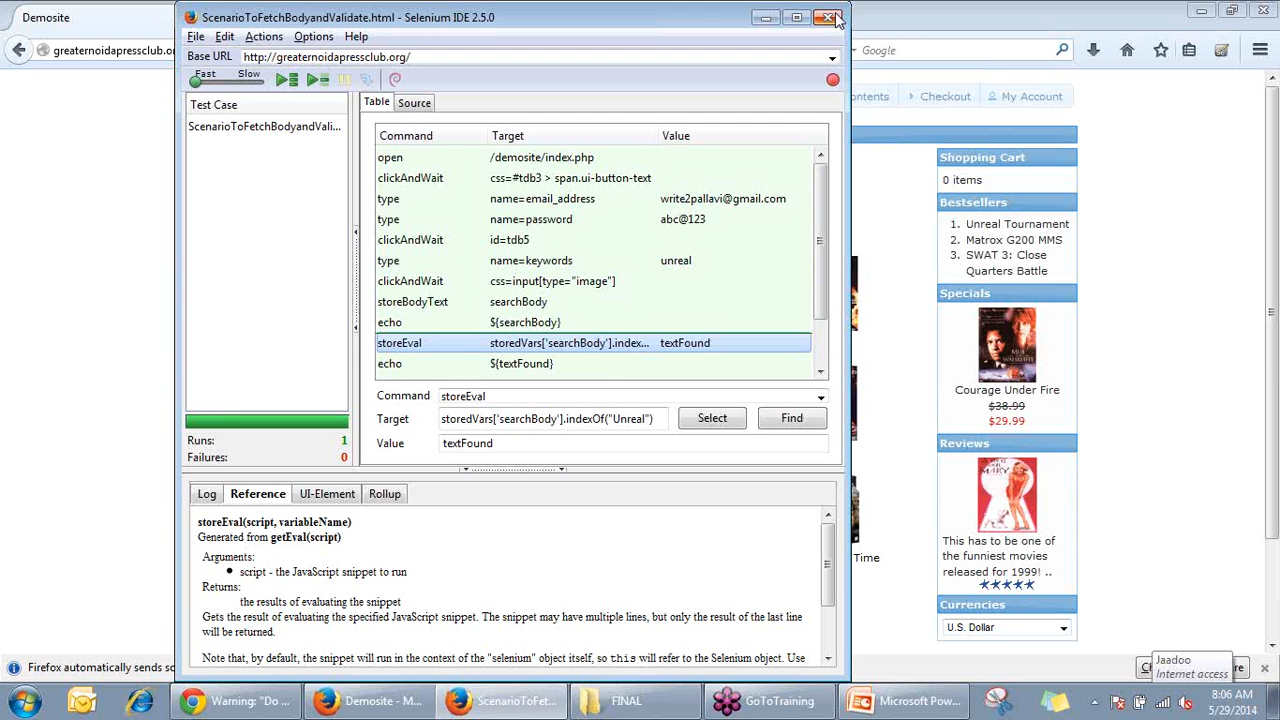 Demosite
ScenarioToFetchBodyandValidate.html - Selenium IDE 2.5.0
greaternoidapressclub.or
Google
File Edit Actions Options Help
Base URL http://greaternoidapressclub.org/
Fast Slow
Test Case
ScenarioToFetchBodyandVali...
Table Source
Command Target Value
open /demosite/index.php
clickAndWait css=#tdb3 > span.ui-button-text
type name=email_address write2pallavi@gmail.com
type name=password abc@123
clickAndWait id=tdb5
type name=keywords unreal
clickAndWait css=input[type="image"]
storeBodyText searchBody
echo ${searchBody}
storeEval storedVars['searchBody'].index... textFound
echo ${textFound}
Command storeEval
Target storedVars['searchBody'].indexOf("Unreal") Select Find
Value textFound
Runs: 1
Failures: 0
Log Reference UI-Element Rollup
storeEval(script, variableName)
Generated from getEval(script)
Arguments:
script - the JavaScript snippet to run
Returns:
the results of evaluating the snippet
Gets the result of evaluating the specified JavaScript snippet. The snippet may have multiple lines, but only the result of the last line
will be returned.
Note that, by default, the snippet will run in the context of the "selenium" object itself, so this will refer to the Selenium object. Use
ontents Checkout My Account
Shopping Cart
0 items
Bestsellers
1. Unreal Tournament
2. Matrox G200 MMS
3. SWAT 3: Close
Quarters Battle
Specials
Courage Under Fire
$38.99
$29.99
Reviews
This has to be one of
the funniest movies
released for 1999! ..
Currencies
U.S. Dollar
Time
Firefox automatically sends so
Jaadoo
Internet access
Warning: "Do ...
Demosite - M...
ScenarioToFet...
FINAL
GoToTraining
Microsoft Pow...
8:06 AM
5/29/2014